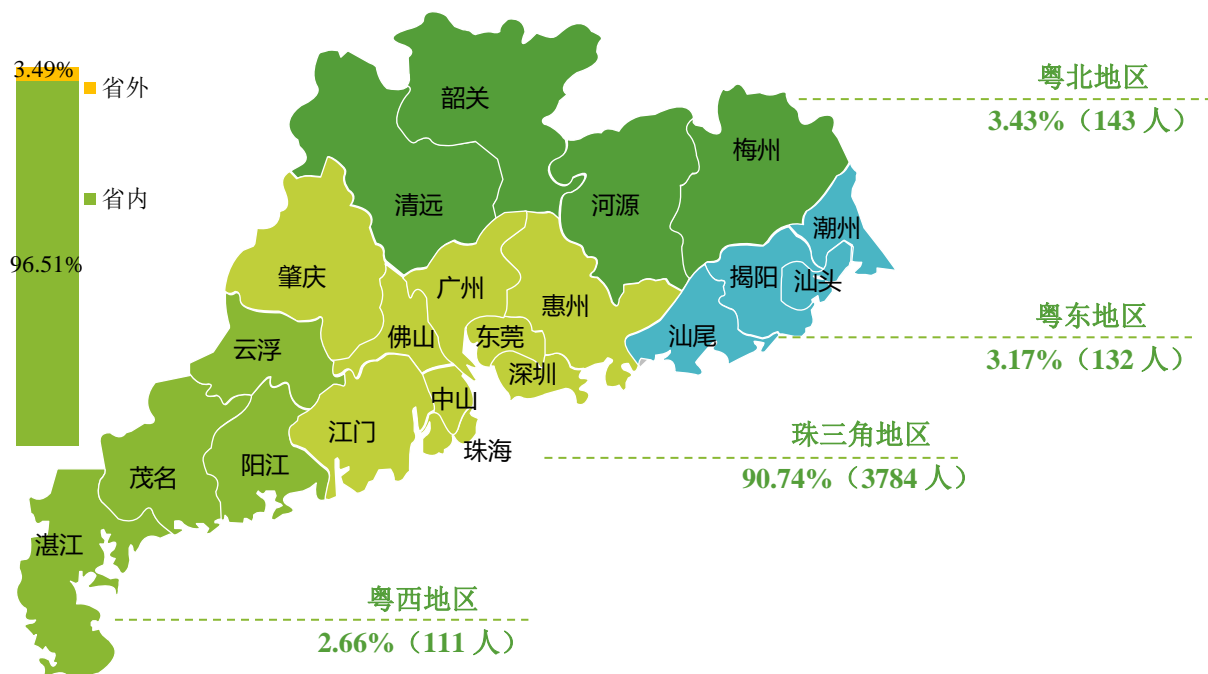 3.49%
省外
省内
96.51%
韶关
梅州
清远
河源
潮州
肇庆
广州
惠州
揭阳
汕头
云浮
佛山
东莞
汕尾
深圳
中山
江门
珠海
茂名
阳江
湛江
粤北地区
3.43%（143 人）
粤东地区
3.17%（132 人）
珠三角地区
90.74%（3784 人）
粤西地区
2.66%（111 人）